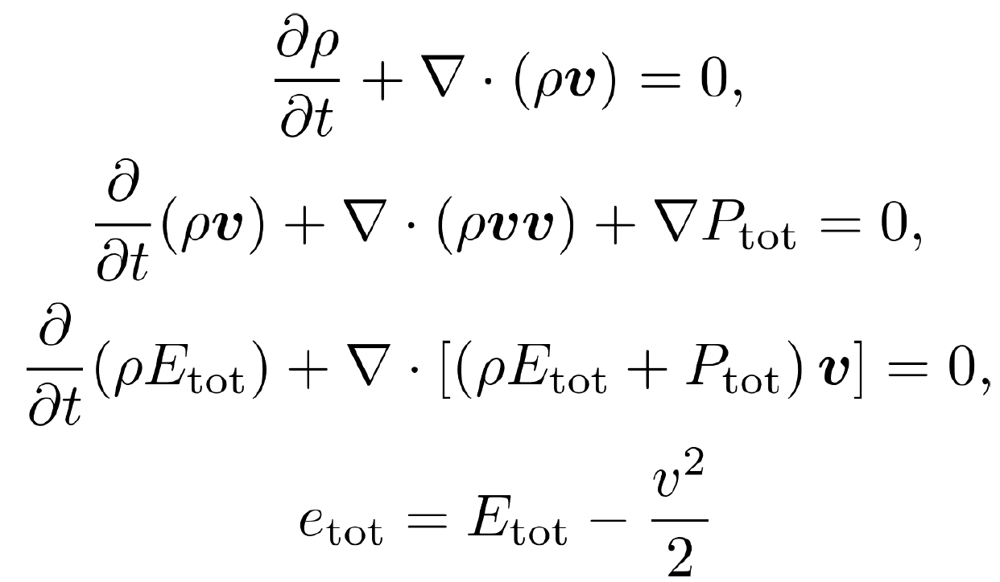 ∂ρ/∂t + ∇ · (ρ𝒗) = 0,
∂/∂t (ρ𝒗) + ∇ · (ρ𝒗𝒗) + ∇P_tot = 0,
∂/∂t (ρE_tot) + ∇ · [(ρE_tot + P_tot) 𝒗] = 0,
e_tot = E_tot − v²/2